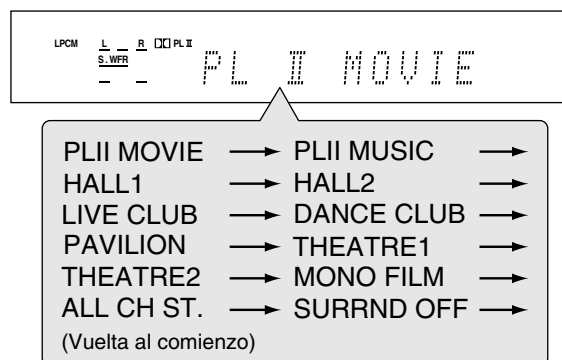 LPCM L R DD PL II
S.WFR
PL II MOVIE
PLII MOVIE → PLII MUSIC →
HALL1 → HALL2 →
LIVE CLUB → DANCE CLUB →
PAVILION → THEATRE1 →
THEATRE2 → MONO FILM →
ALL CH ST. → SURRND OFF →
(Vuelta al comienzo)